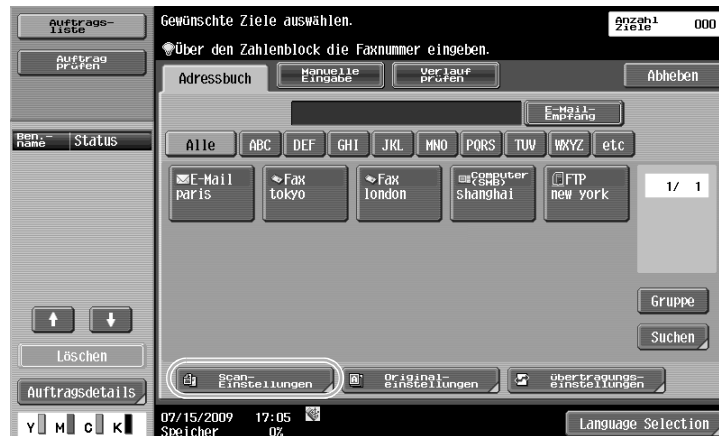 Auftrags-
liste
Auftrag
prüfen
Ben.-
name
Status
Löschen
Auftragsdetails
Y M C K
Gewünschte Ziele auswählen.
Anzahl
Ziele
000
Über den Zahlenblock die Faxnummer eingeben.
Adressbuch
Manuelle
Eingabe
Verlauf
prüfen
Abheben
E-Mail-
Empfang
Alle ABC DEF GHI JKL MNO PQRS TUV WXYZ etc
E-Mail
paris
Fax
tokyo
Fax
london
Computer
(SMB)
shanghai
FTP
new york
1/ 1
Gruppe
Suchen
Scan-
Einstellungen
Original-
einstellungen
übertragungs-
einstellungen
07/15/2009 17:05
Speicher 0%
Language Selection